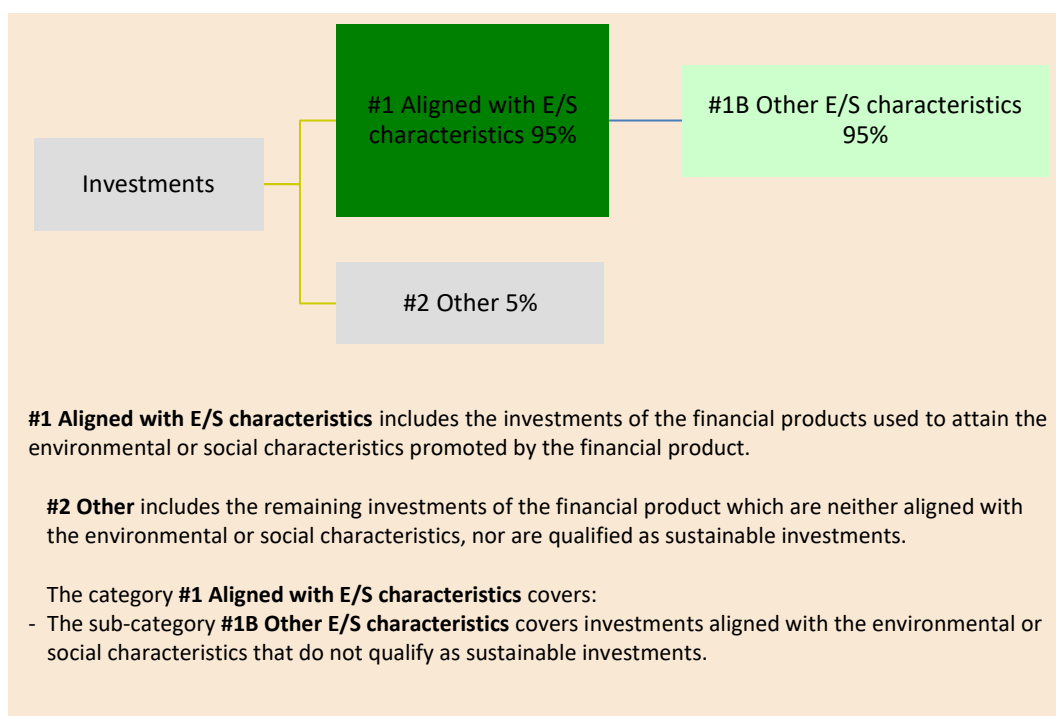 #1 Aligned with E/S
characteristics 95%
#1B Other E/S characteristics
95%
Investments
#2 Other 5%
#1 Aligned with E/S characteristics includes the investments of the financial products used to attain the
environmental or social characteristics promoted by the financial product.
#2 Other includes the remaining investments of the financial product which are neither aligned with
the environmental or social characteristics, nor are qualified as sustainable investments.
The category #1 Aligned with E/S characteristics covers:
- The sub-category #1B Other E/S characteristics covers investments aligned with the environmental or
social characteristics that do not qualify as sustainable investments.